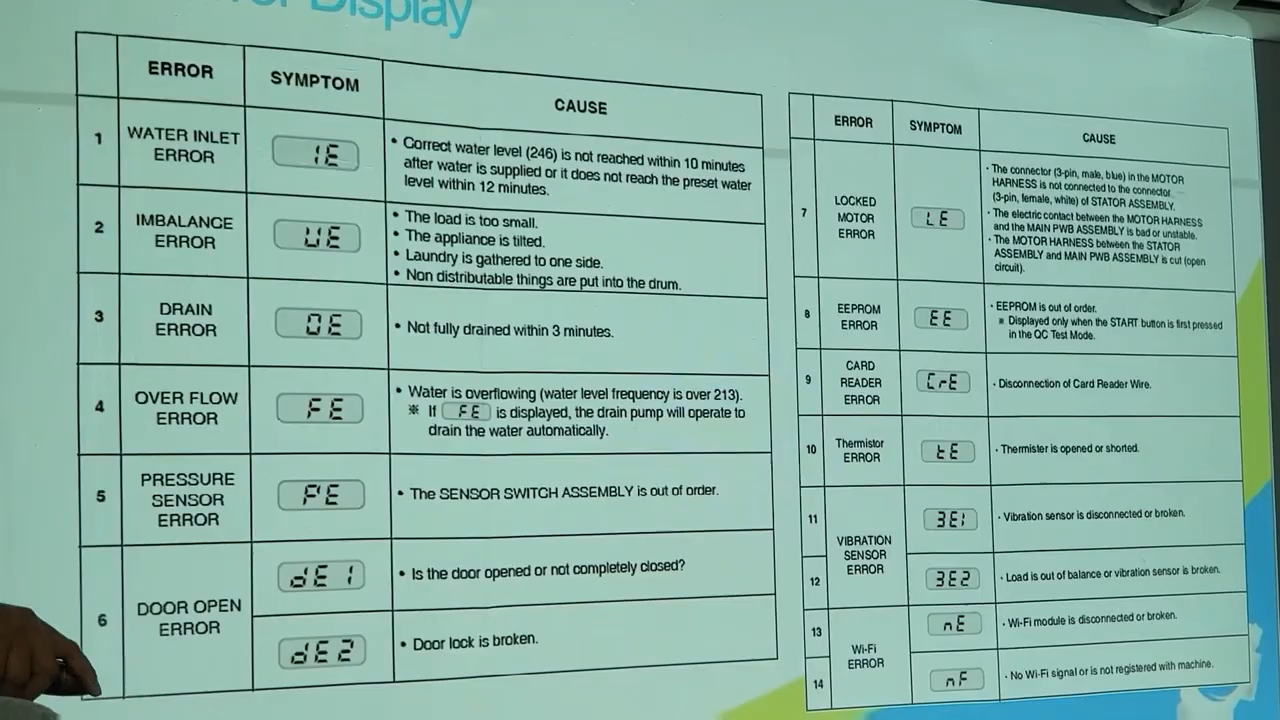 Display
ERROR SYMPTOM CAUSE
1 WATER INLET ERROR IE • Correct water level (246) is not reached within 10 minutes
after water is supplied or it does not reach the preset water
level within 12 minutes.
2 IMBALANCE ERROR UE • The load is too small.
• The appliance is tilted.
• Laundry is gathered to one side.
• Non distributable things are put into the drum.
3 DRAIN ERROR OE • Not fully drained within 3 minutes.
4 OVER FLOW ERROR FE • Water is overflowing (water level frequency is over 213).
※ If FE is displayed, the drain pump will operate to
drain the water automatically.
5 PRESSURE SENSOR ERROR PE • The SENSOR SWITCH ASSEMBLY is out of order.
6 DOOR OPEN ERROR dE1 • Is the door opened or not completely closed?
dE2 • Door lock is broken.
ERROR SYMPTOM CAUSE
7 LOCKED MOTOR ERROR LE · The connector (3-pin, male, blue) in the MOTOR
HARNESS is not connected to the connector
(3-pin, female, white) of STATOR ASSEMBLY.
· The electric contact between the MOTOR HARNESS
and the MAIN PWB ASSEMBLY is bad or unstable.
· The MOTOR HARNESS between the STATOR
ASSEMBLY and MAIN PWB ASSEMBLY is cut (open
circuit).
8 EEPROM ERROR EE · EEPROM is out of order.
※ Displayed only when the START button is first pressed
in the QC Test Mode.
9 CARD READER ERROR CrE · Disconnection of Card Reader Wire.
10 Thermistor ERROR tE · Thermister is opened or shorted.
11 VIBRATION SENSOR ERROR 3E1 · Vibration sensor is disconnected or broken.
12 3E2 · Load is out of balance or vibration sensor is broken.
13 Wi-Fi ERROR nE · Wi-Fi module is disconnected or broken.
14 nF · No Wi-Fi signal or is not registered with machine.